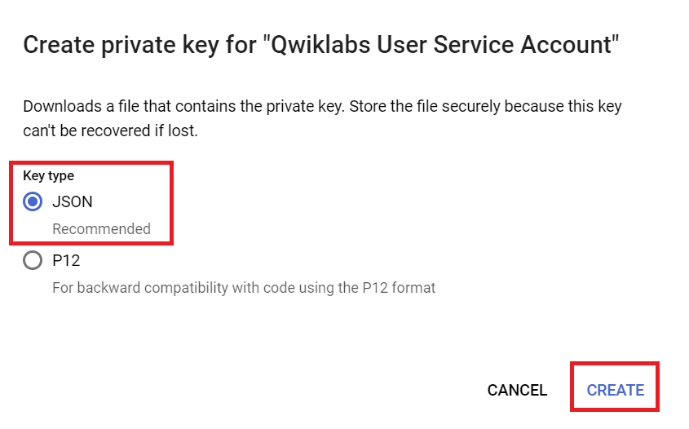 Create private key for "Qwiklabs User Service Account"
Downloads a file that contains the private key. Store the file securely because this key
can't be recovered if lost.
Key type
JSON
Recommended
P12
For backward compatibility with code using the P12 format
CANCEL CREATE